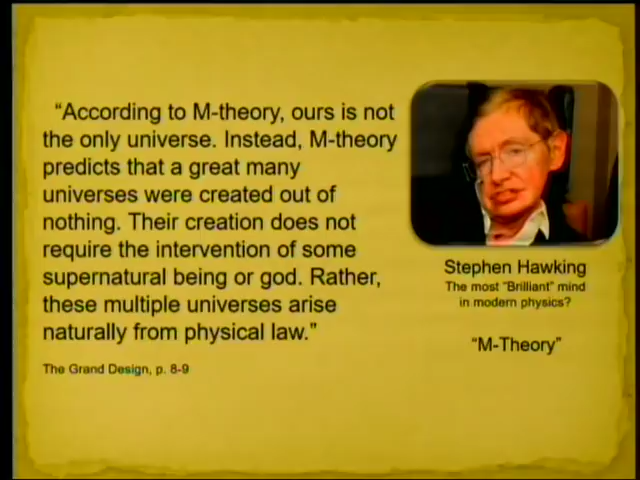 “According to M-theory, ours is not
the only universe. Instead, M-theory
predicts that a great many
universes were created out of
nothing. Their creation does not
require the intervention of some
supernatural being or god. Rather,
these multiple universes arise
naturally from physical law.”
The Grand Design, p. 8-9
Stephen Hawking
The most “Brilliant” mind
in modern physics?
“M-Theory”